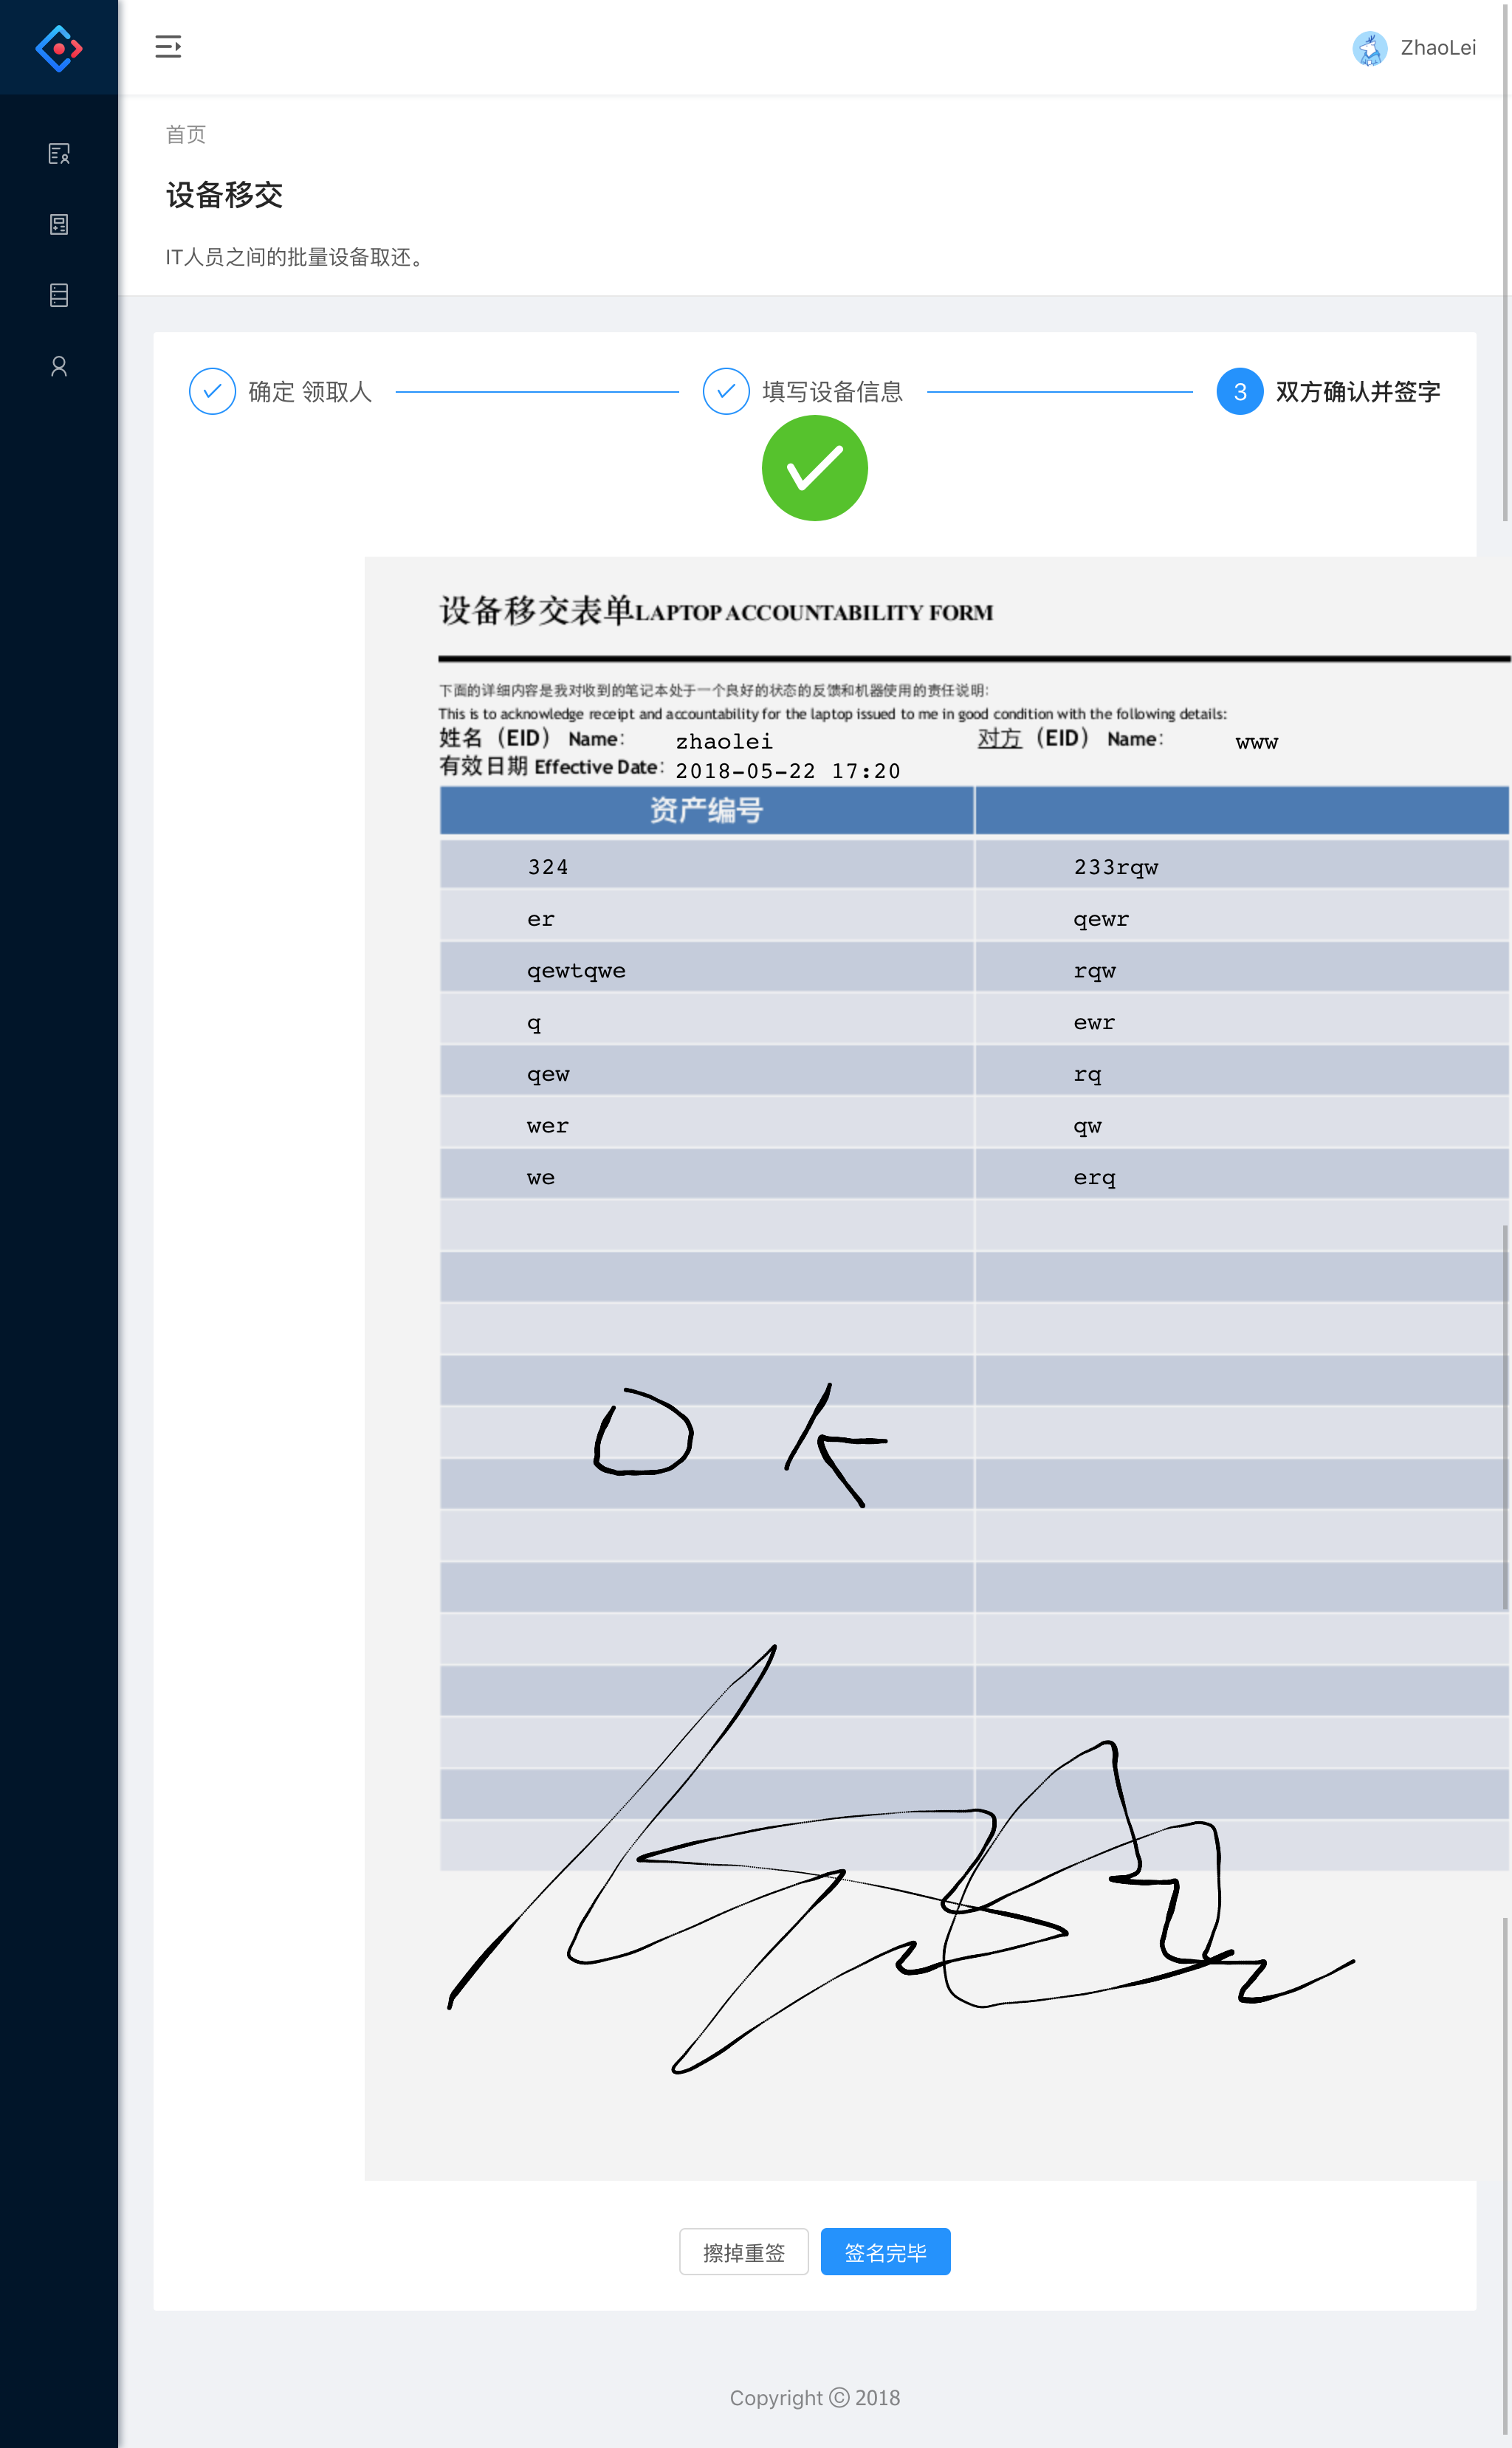 ZhaoLei
首页
设备移交
IT人员之间的批量设备取还。
确定 领取人
填写设备信息
3 双方确认并签字
设备移交表单LAPTOP ACCOUNTABILITY FORM
下面的详细内容是我对收到的笔记本处于一个良好的状态的反馈和机器使用的责任说明:
This is to acknowledge receipt and accountability for the laptop issued to me in good condition with the following details:
姓名（EID） Name: zhaolei 对方（EID） Name: www
有效日期 Effective Date: 2018-05-22 17:20
资产编号
324 233rqw
er qewr
qewtqwe rqw
q ewr
qew rq
wer qw
we erq
OK
擦掉重签 签名完毕
Copyright © 2018